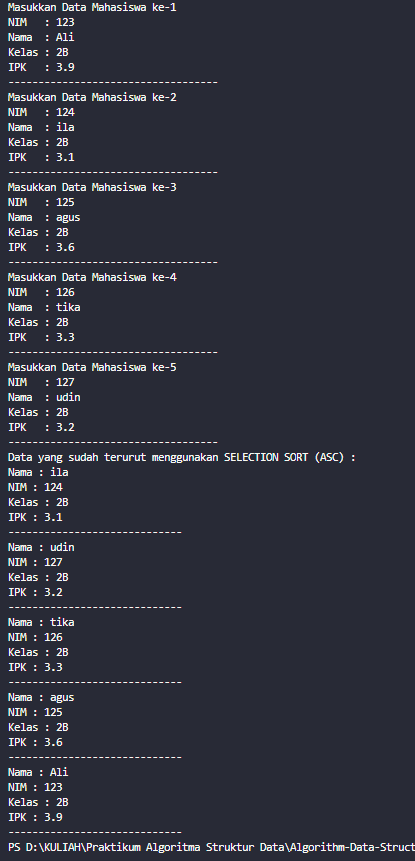 Masukkan Data Mahasiswa ke-1
NIM   : 123
Nama  : Ali
Kelas : 2B
IPK   : 3.9
-----------------------------------
Masukkan Data Mahasiswa ke-2
NIM   : 124
Nama  : ila
Kelas : 2B
IPK   : 3.1
-----------------------------------
Masukkan Data Mahasiswa ke-3
NIM   : 125
Nama  : agus
Kelas : 2B
IPK   : 3.6
-----------------------------------
Masukkan Data Mahasiswa ke-4
NIM   : 126
Nama  : tika
Kelas : 2B
IPK   : 3.3
-----------------------------------
Masukkan Data Mahasiswa ke-5
NIM   : 127
Nama  : udin
Kelas : 2B
IPK   : 3.2
-----------------------------------
Data yang sudah terurut menggunakan SELECTION SORT (ASC) :
Nama : ila
NIM : 124
Kelas : 2B
IPK : 3.1
-----------------------------
Nama : udin
NIM : 127
Kelas : 2B
IPK : 3.2
-----------------------------
Nama : tika
NIM : 126
Kelas : 2B
IPK : 3.3
-----------------------------
Nama : agus
NIM : 125
Kelas : 2B
IPK : 3.6
-----------------------------
Nama : Ali
NIM : 123
Kelas : 2B
IPK : 3.9
-----------------------------
PS D:\KULIAH\Praktikum Algoritma Struktur Data\Algorithm-Data-Struct